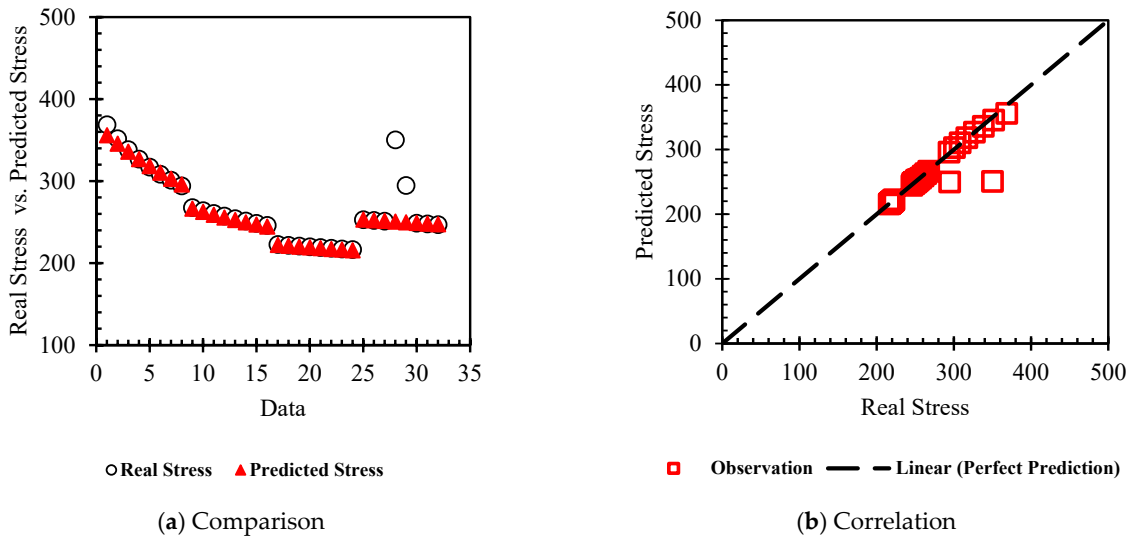 Real Stress vs. Predicted Stress
500
400
300
200
100
0 5 10 15 20 25 30 35
Data
Real Stress Predicted Stress
(a) Comparison
Predicted Stress
500
400
300
200
100
0
0 100 200 300 400 500
Real Stress
Observation Linear (Perfect Prediction)
(b) Correlation